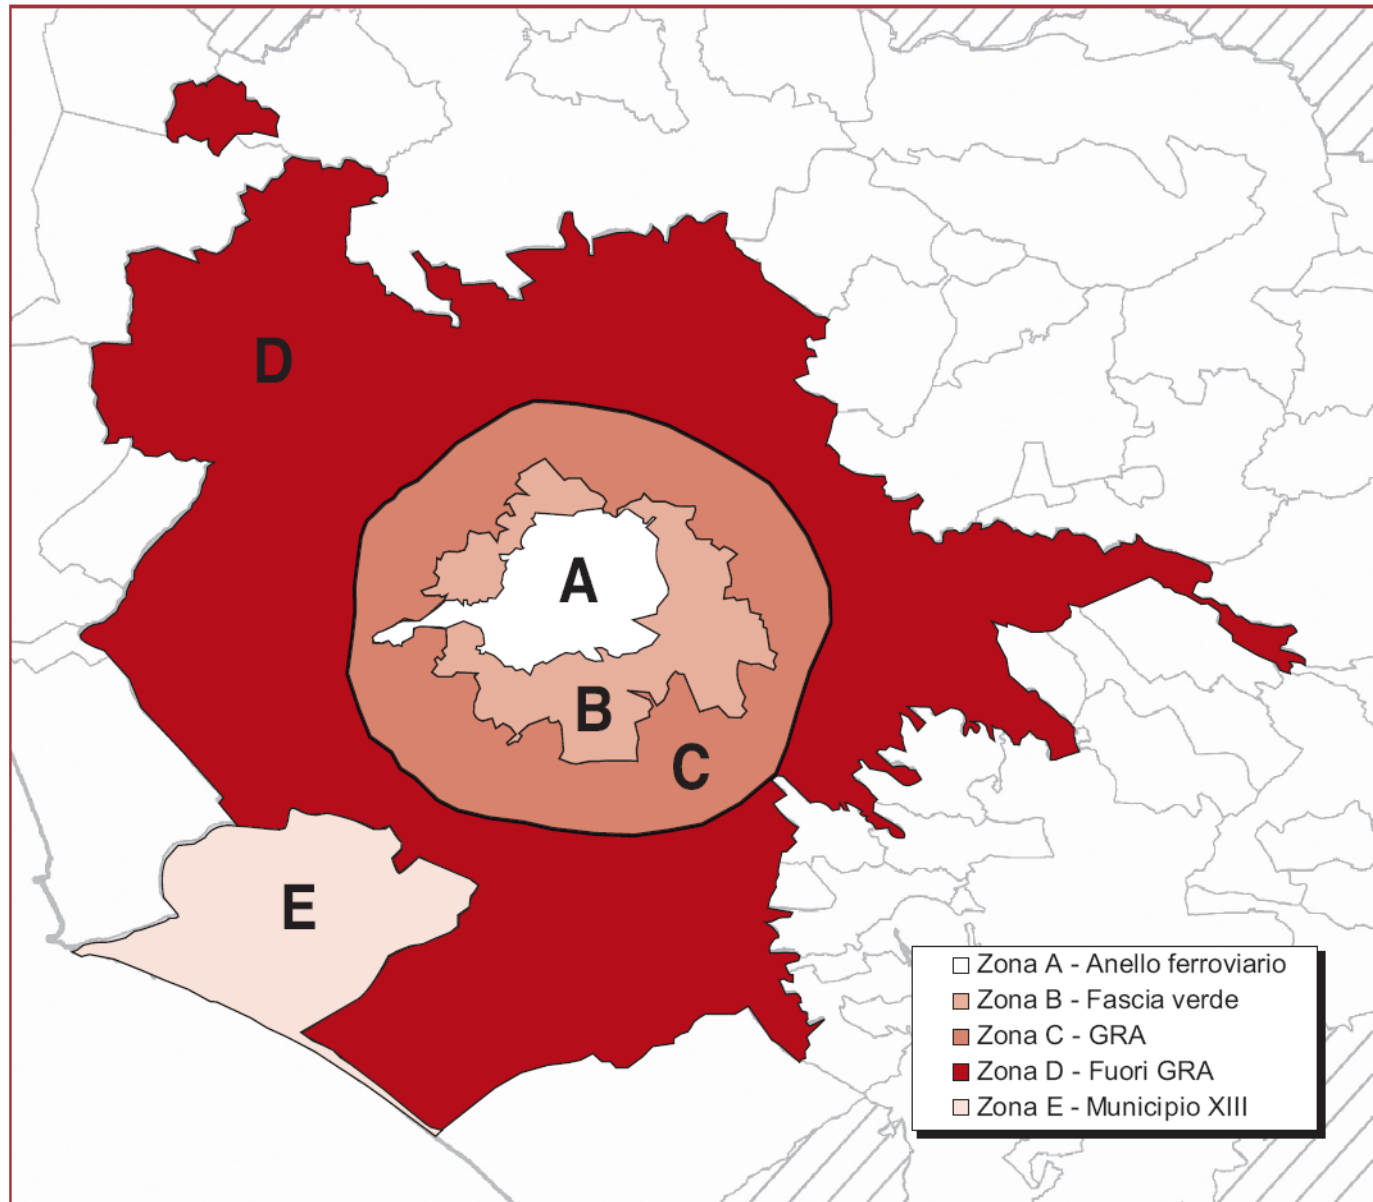 D
A
B
C
E
Zona A - Anello ferroviario
Zona B - Fascia verde
Zona C - GRA
Zona D - Fuori GRA
Zona E - Municipio XIII